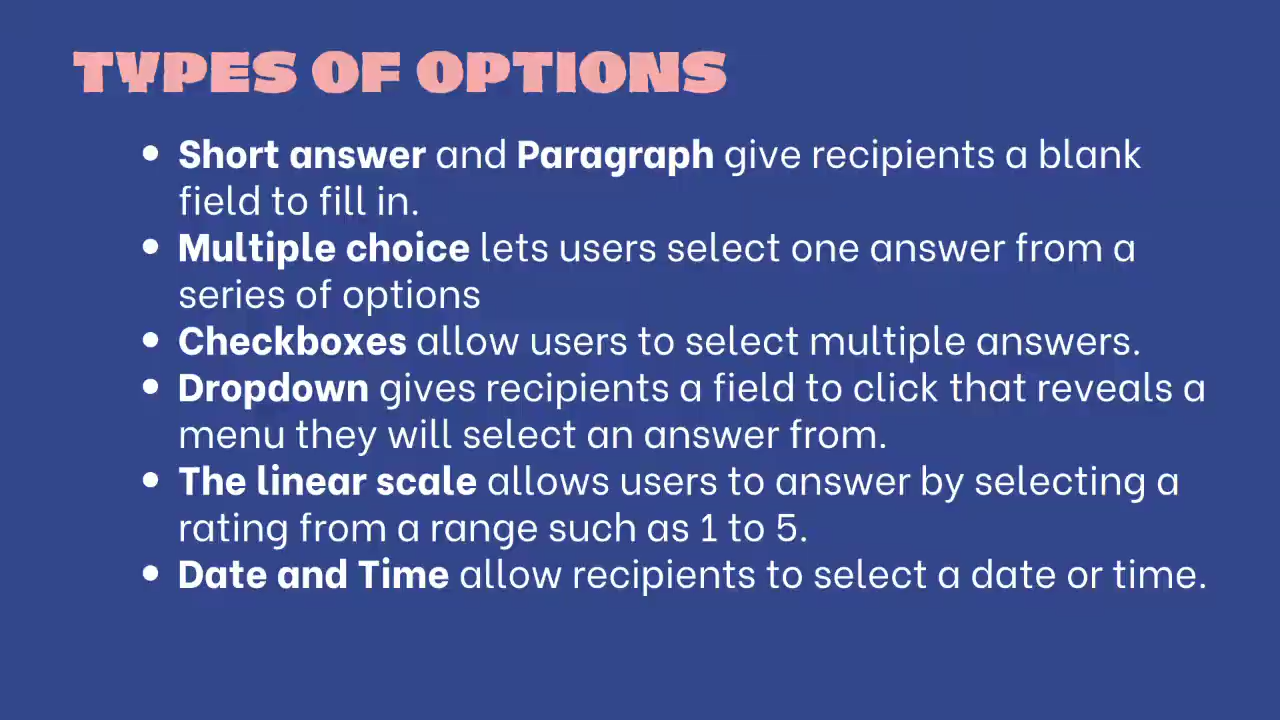 TYPES OF OPTIONS
• Short answer and Paragraph give recipients a blank
field to fill in.
• Multiple choice lets users select one answer from a
series of options
• Checkboxes allow users to select multiple answers.
• Dropdown gives recipients a field to click that reveals a
menu they will select an answer from.
• The linear scale allows users to answer by selecting a
rating from a range such as 1 to 5.
• Date and Time allow recipients to select a date or time.